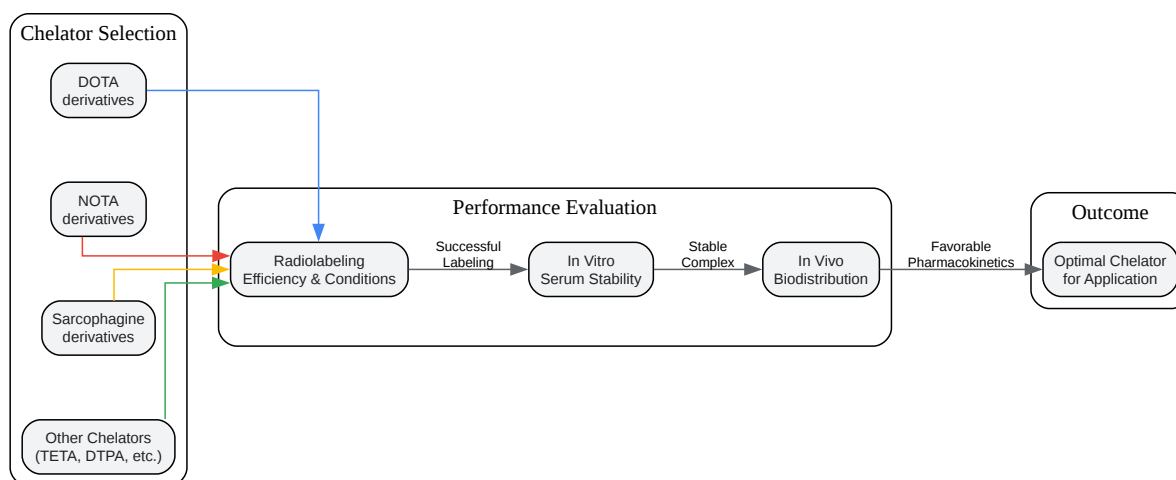 Chelator Selection
DOTA
derivatives
NOTA
derivatives
Sarcophagine
derivatives
Other Chelators
(TETA, DTPA, etc.)
Performance Evaluation
Radiolabeling
Efficiency & Conditions
Successful
Labeling
In Vitro
Serum Stability
Stable
Complex
In Vivo
Biodistribution
Favorable
Pharmacokinetics
Outcome
Optimal Chelator
for Application